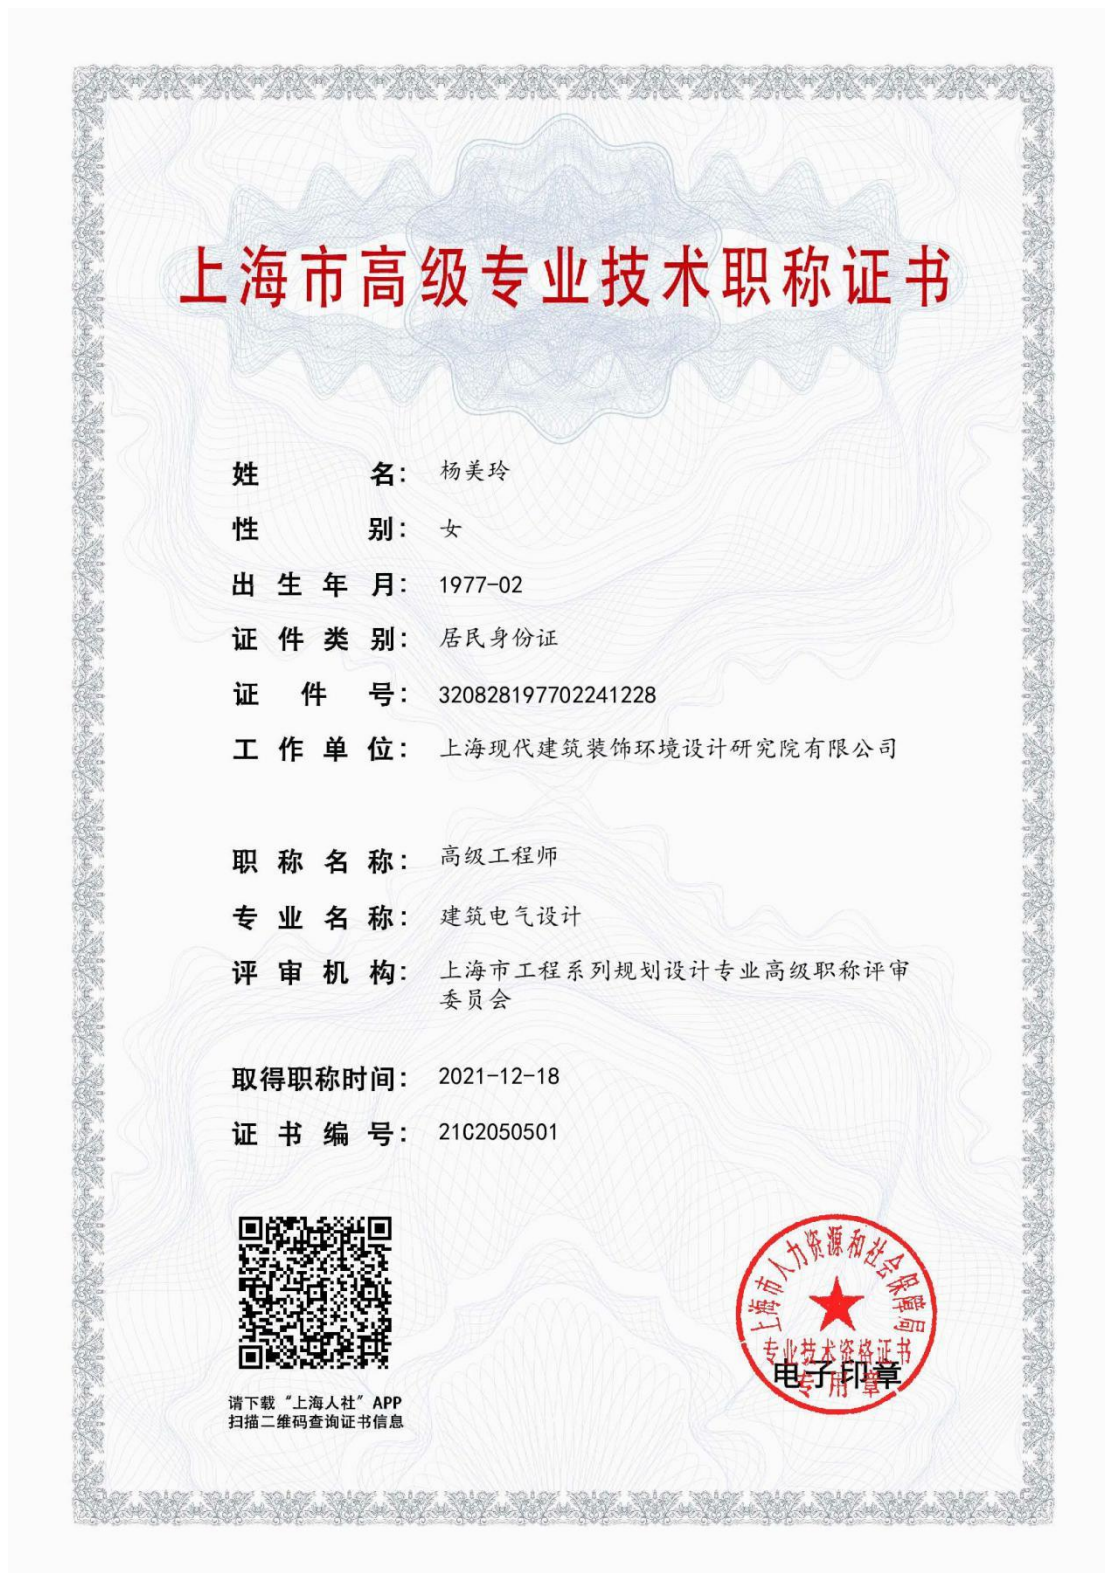 上海市高级专业技术职称证书
姓名：杨美玲
性别：女
出生年月：1977-02
证件类别：居民身份证
证件号：320828197702241228
工作单位：上海现代建筑装饰环境设计研究院有限公司
职称名称：高级工程师
专业名称：建筑电气设计
评审机构：上海市工程系列规划设计专业高级职称评审
委员会
取得职称时间：2021-12-18
证书编号：21C2050501
请下载“上海人社”APP
扫描二维码查询证书信息
上海市人力资源和社会保障局
专业技术资格证书
专用章
电子印章